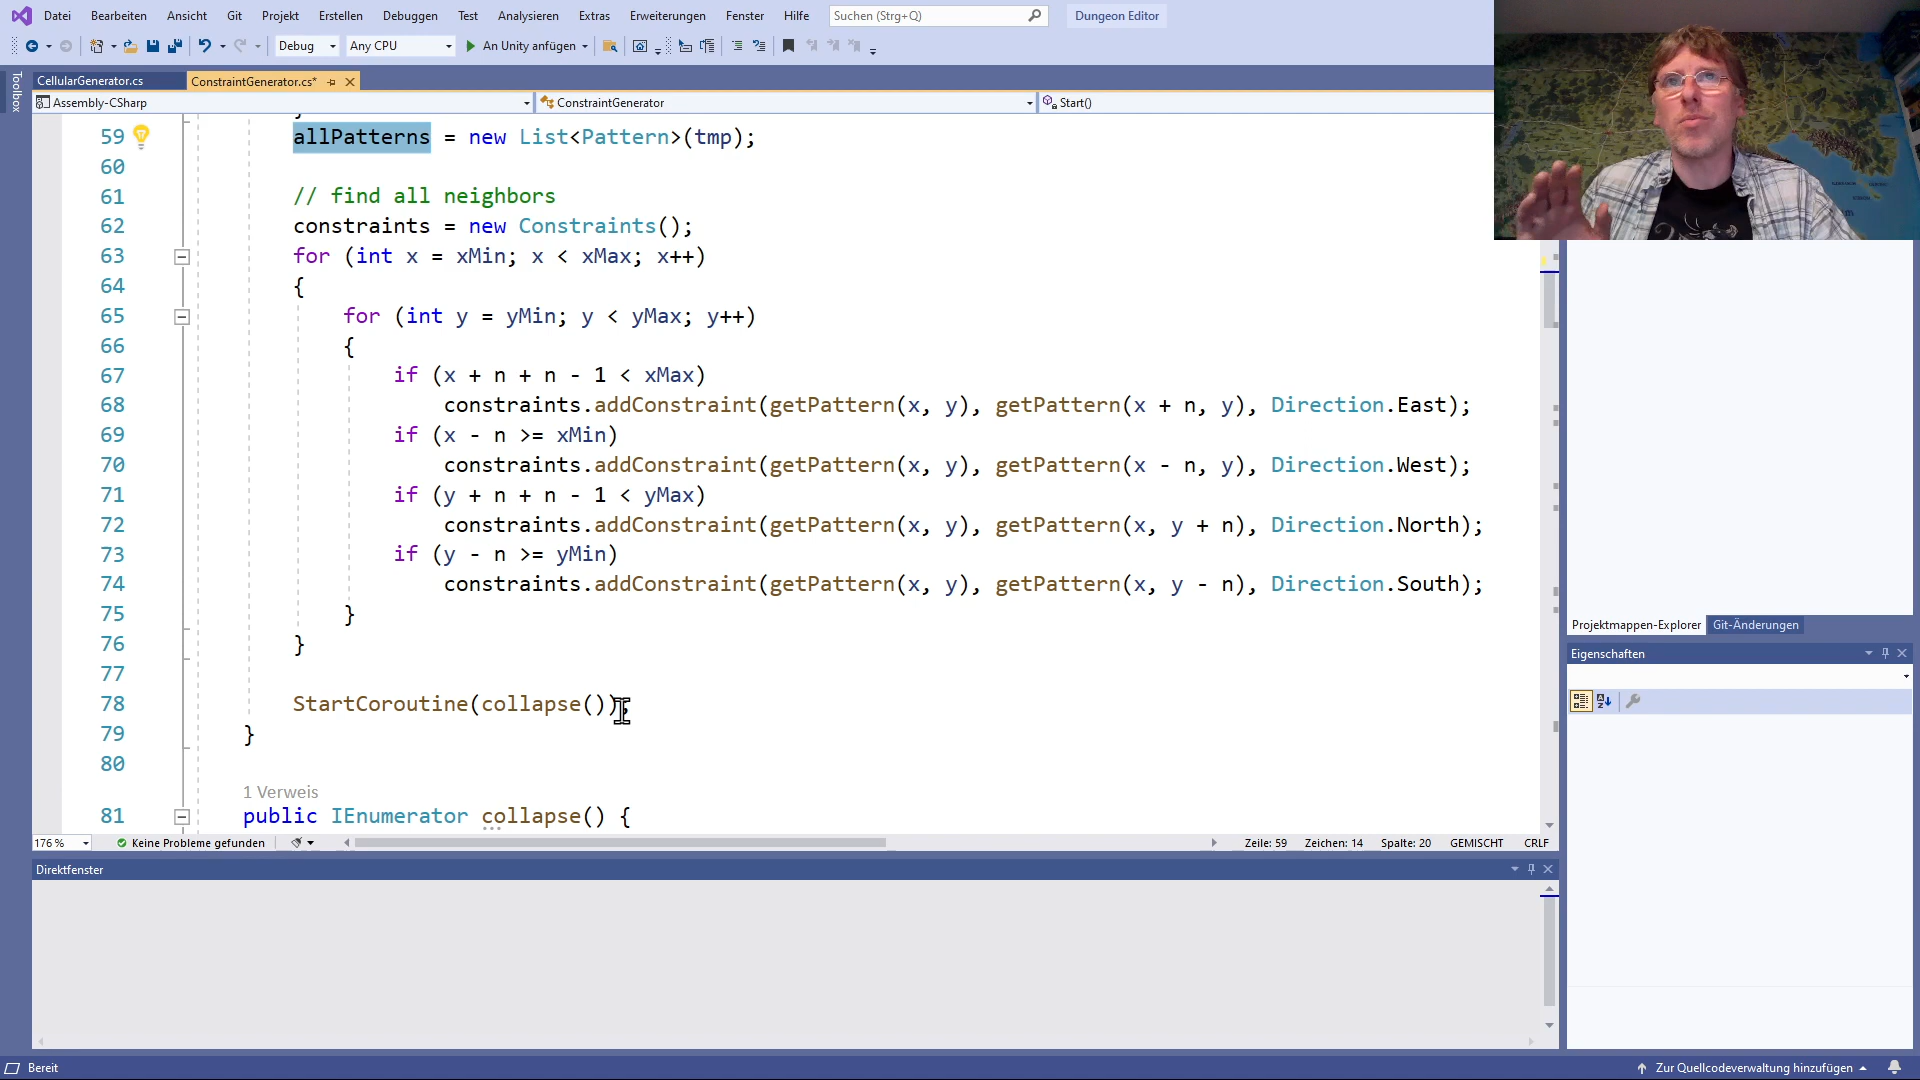 Datei Bearbeiten Ansicht Git Projekt Erstellen Debuggen Test Analysieren Extras Erweiterungen Fenster Hilfe Suchen (Strg+Q) Dungeon Editor
Debug Any CPU An Unity anfügen
Toolbox
CellularGenerator.cs ConstraintGenerator.cs*
Assembly-CSharp ConstraintGenerator Start()
59 allPatterns = new List<Pattern>(tmp);
60
61 // find all neighbors
62 constraints = new Constraints();
63 for (int x = xMin; x < xMax; x++)
64 {
65 for (int y = yMin; y < yMax; y++)
66 {
67 if (x + n + n - 1 < xMax)
68 constraints.addConstraint(getPattern(x, y), getPattern(x + n, y), Direction.East);
69 if (x - n >= xMin)
70 constraints.addConstraint(getPattern(x, y), getPattern(x - n, y), Direction.West);
71 if (y + n + n - 1 < yMax)
72 constraints.addConstraint(getPattern(x, y), getPattern(x, y + n), Direction.North);
73 if (y - n >= yMin)
74 constraints.addConstraint(getPattern(x, y), getPattern(x, y - n), Direction.South);
75 }
76 }
77
78 StartCoroutine(collapse());
79 }
80
1 Verweis
81 public IEnumerator collapse() {
176 % Keine Probleme gefunden Zeile: 59 Zeichen: 14 Spalte: 20 GEMISCHT CRLF
Direktfenster
Projektmappen-Explorer Git-Änderungen
Eigenschaften
Bereit Zur Quellcodeverwaltung hinzufügen